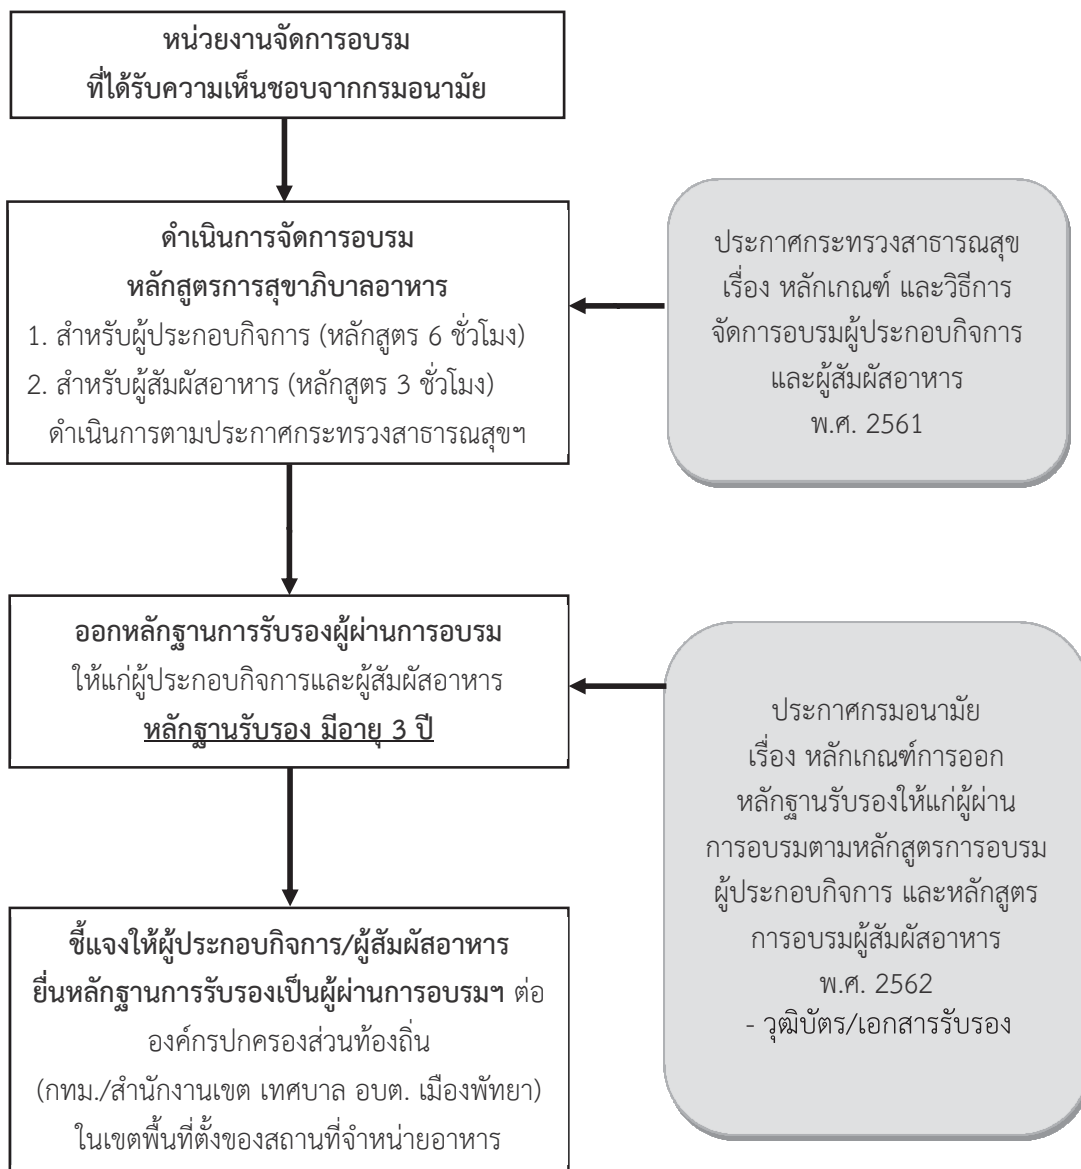 หน่วยงานจัดการอบรม
ที่ได้รับความเห็นชอบจากกรมอนามัย
ดำเนินการจัดการอบรม
หลักสูตรการสุขาภิบาลอาหาร
1. สำหรับผู้ประกอบกิจการ (หลักสูตร 6 ชั่วโมง)
2. สำหรับผู้สัมผัสอาหาร (หลักสูตร 3 ชั่วโมง)
ดำเนินการตามประกาศกระทรวงสาธารณสุขฯ
ประกาศกระทรวงสาธารณสุข
เรื่อง หลักเกณฑ์ และวิธีการ
จัดการอบรมผู้ประกอบกิจการ
และผู้สัมผัสอาหาร
พ.ศ. 2561
ออกหลักฐานการรับรองผู้ผ่านการอบรม
ให้แก่ผู้ประกอบกิจการและผู้สัมผัสอาหาร
หลักฐานรับรอง มีอายุ 3 ปี
ประกาศกรมอนามัย
เรื่อง หลักเกณฑ์การออก
หลักฐานรับรองให้แก่ผู้ผ่าน
การอบรมตามหลักสูตรการอบรม
ผู้ประกอบกิจการ และหลักสูตร
การอบรมผู้สัมผัสอาหาร
พ.ศ. 2562
- วุฒิบัตร/เอกสารรับรอง
ชี้แจงให้ผู้ประกอบกิจการ/ผู้สัมผัสอาหาร
ยื่นหลักฐานการรับรองเป็นผู้ผ่านการอบรมฯ ต่อ
องค์กรปกครองส่วนท้องถิ่น
(กทม./สำนักงานเขต เทศบาล อบต. เมืองพัทยา)
ในเขตพื้นที่ตั้งของสถานที่จำหน่ายอาหาร